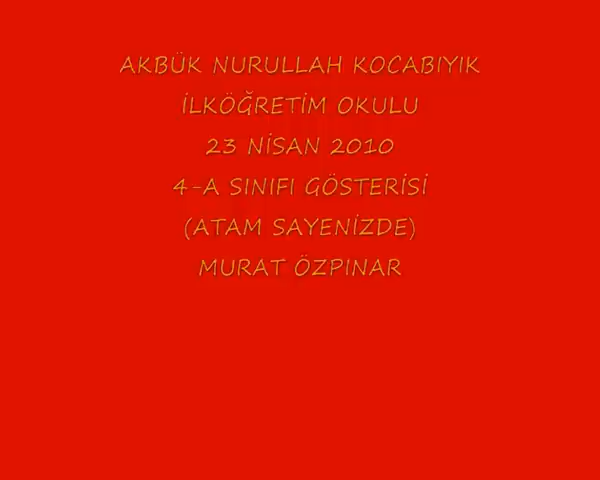 AKBÜK NURULLAH KOCABIYIK
İLKÖĞRETİM OKULU
23 NİSAN 2010
4-A SINIFI GÖSTERİSİ
(ATAM SAYENİZDE)
MURAT ÖZPINAR